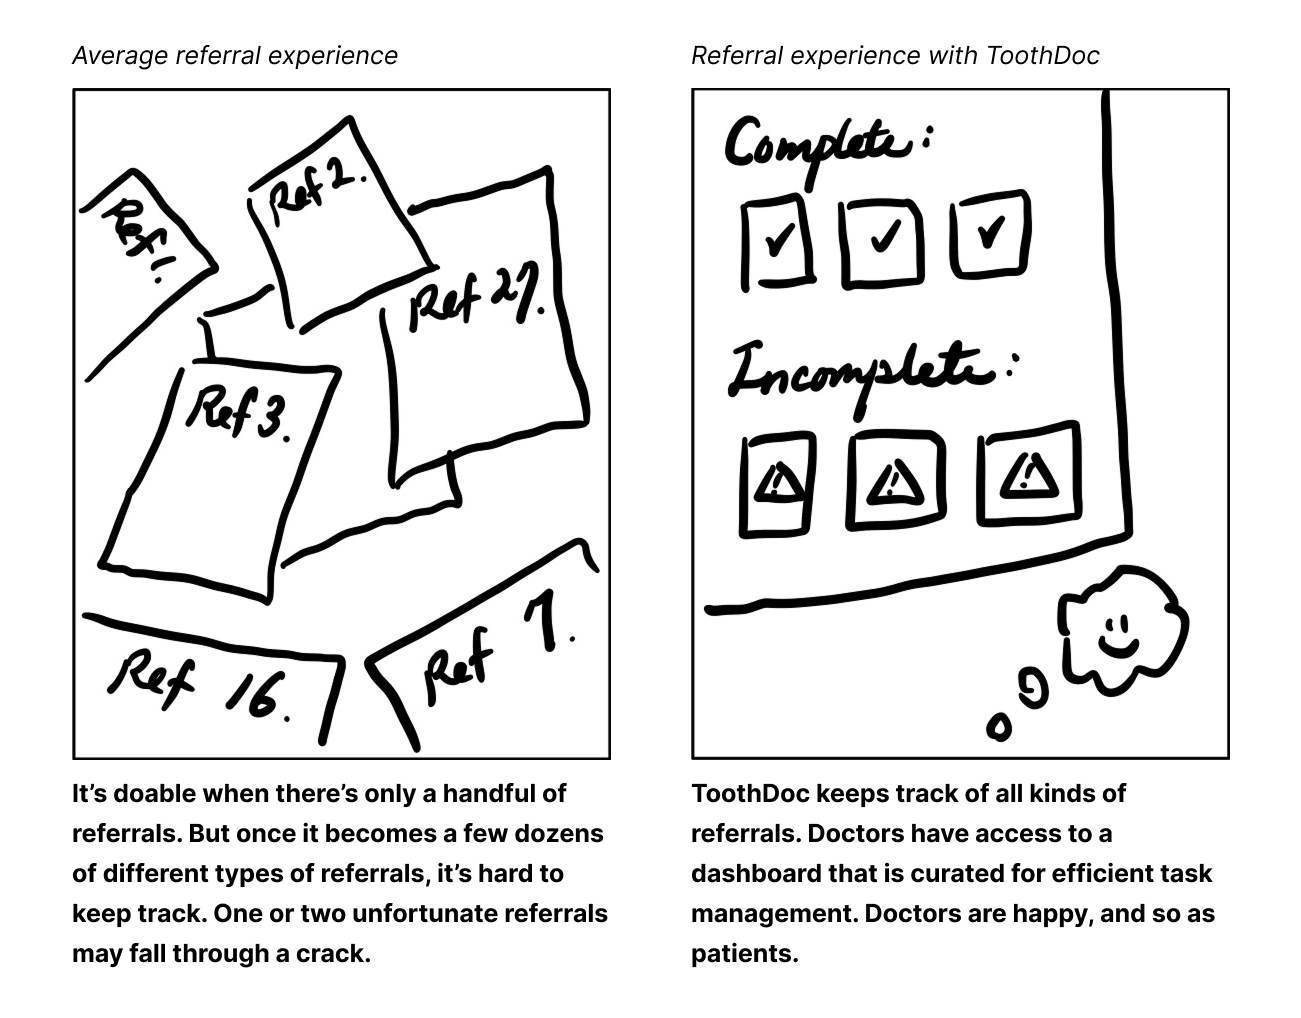 Average referral experience
Ref 1.
Ref 2.
Ref 27.
Ref 3.
Ref 16.
Ref 7.
It’s doable when there’s only a handful of
referrals. But once it becomes a few dozens
of different types of referrals, it’s hard to
keep track. One or two unfortunate referrals
may fall through a crack.
Referral experience with ToothDoc
Complete:
Incomplete:
ToothDoc keeps track of all kinds of
referrals. Doctors have access to a
dashboard that is curated for efficient task
management. Doctors are happy, and so as
patients.